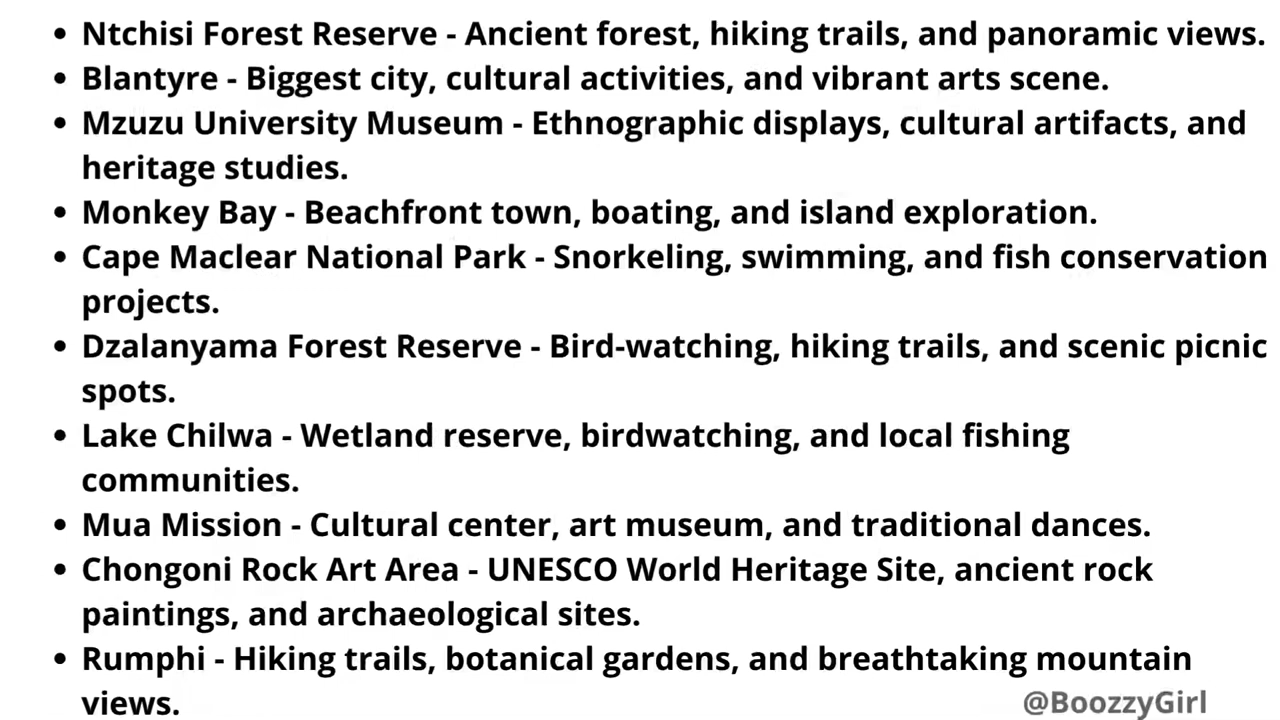 • Ntchisi Forest Reserve - Ancient forest, hiking trails, and panoramic views.
• Blantyre - Biggest city, cultural activities, and vibrant arts scene.
• Mzuzu University Museum - Ethnographic displays, cultural artifacts, and
heritage studies.
• Monkey Bay - Beachfront town, boating, and island exploration.
• Cape Maclear National Park - Snorkeling, swimming, and fish conservation
projects.
• Dzalanyama Forest Reserve - Bird-watching, hiking trails, and scenic picnic
spots.
• Lake Chilwa - Wetland reserve, birdwatching, and local fishing
communities.
• Mua Mission - Cultural center, art museum, and traditional dances.
• Chongoni Rock Art Area - UNESCO World Heritage Site, ancient rock
paintings, and archaeological sites.
• Rumphi - Hiking trails, botanical gardens, and breathtaking mountain
views.
@BoozzyGirl